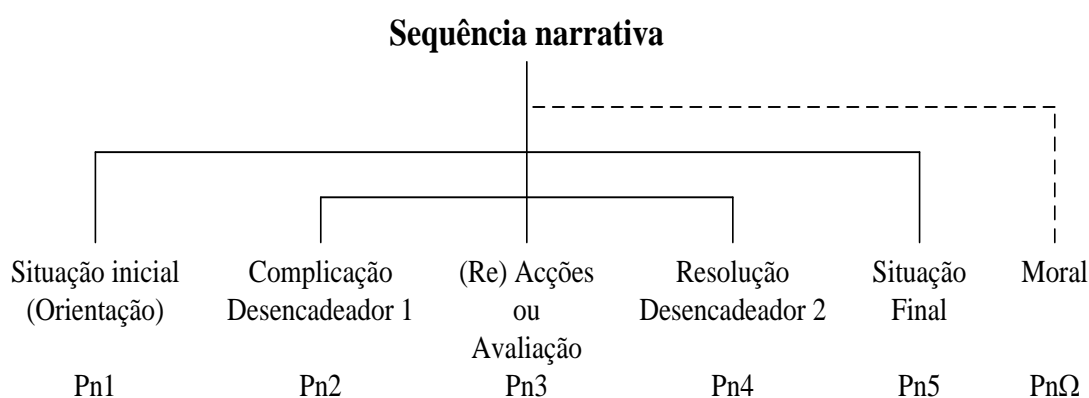 Sequência narrativa
Situação inicial
(Orientação)
Pn1
Complicação
Desencadeador 1
Pn2
(Re) Acções
ou
Avaliação
Pn3
Resolução
Desencadeador 2
Pn4
Situação
Final
Pn5
Moral
PnΩ